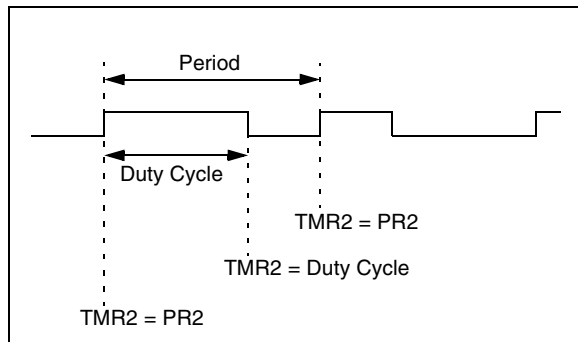 Period
Duty Cycle
TMR2 = PR2
TMR2 = Duty Cycle
TMR2 = PR2